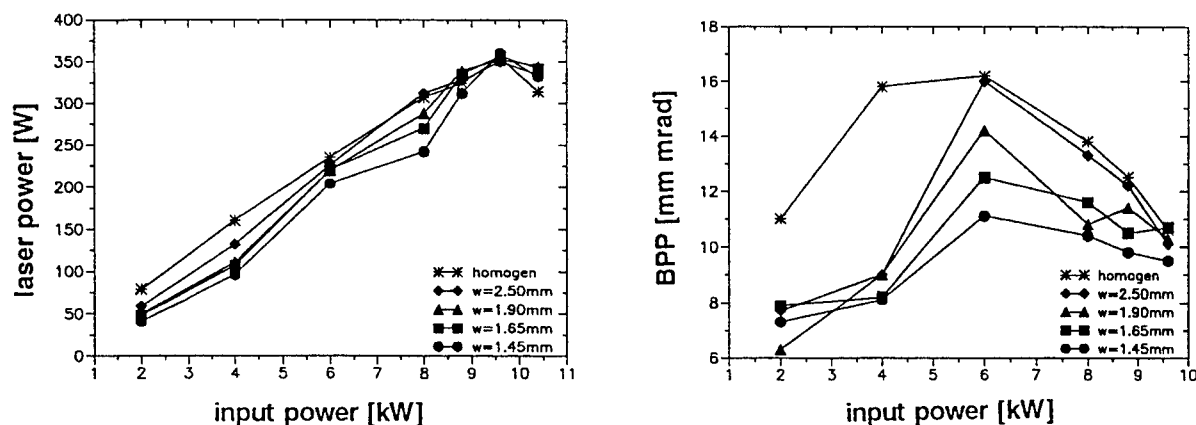 400
350
300
250
200
150
100
50
0
laser power [W]
homogen
w=2.50mm
w=1.90mm
w=1.65mm
w=1.45mm
1 2 3 4 5 6 7 8 9 10 11
input power [kW]
18
16
14
12
10
8
6
BPP [mm mrad]
homogen
w=2.50mm
w=1.90mm
w=1.65mm
w=1.45mm
1 2 3 4 5 6 7 8 9 10
input power [kW]